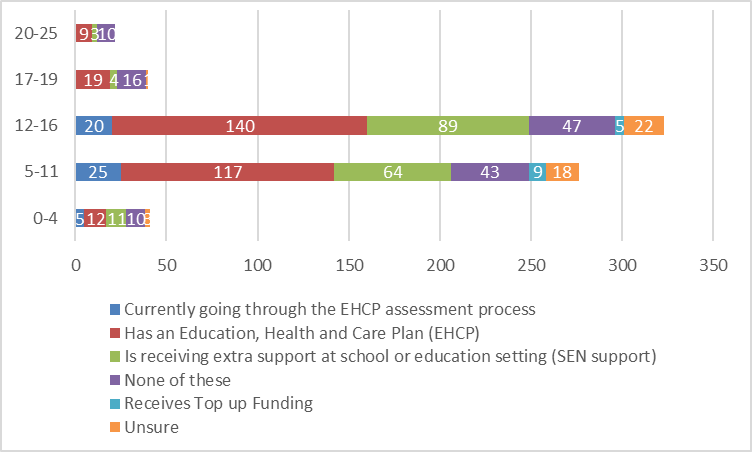 20-25 9 3 10
17-19 19 4 16 1
12-16 20 140 89 47 5 22
5-11 25 117 64 43 9 18
0-4 5 12 11 10 3
0 50 100 150 200 250 300 350
Currently going through the EHCP assessment process
Has an Education, Health and Care Plan (EHCP)
Is receiving extra support at school or education setting (SEN support)
None of these
Receives Top up Funding
Unsure